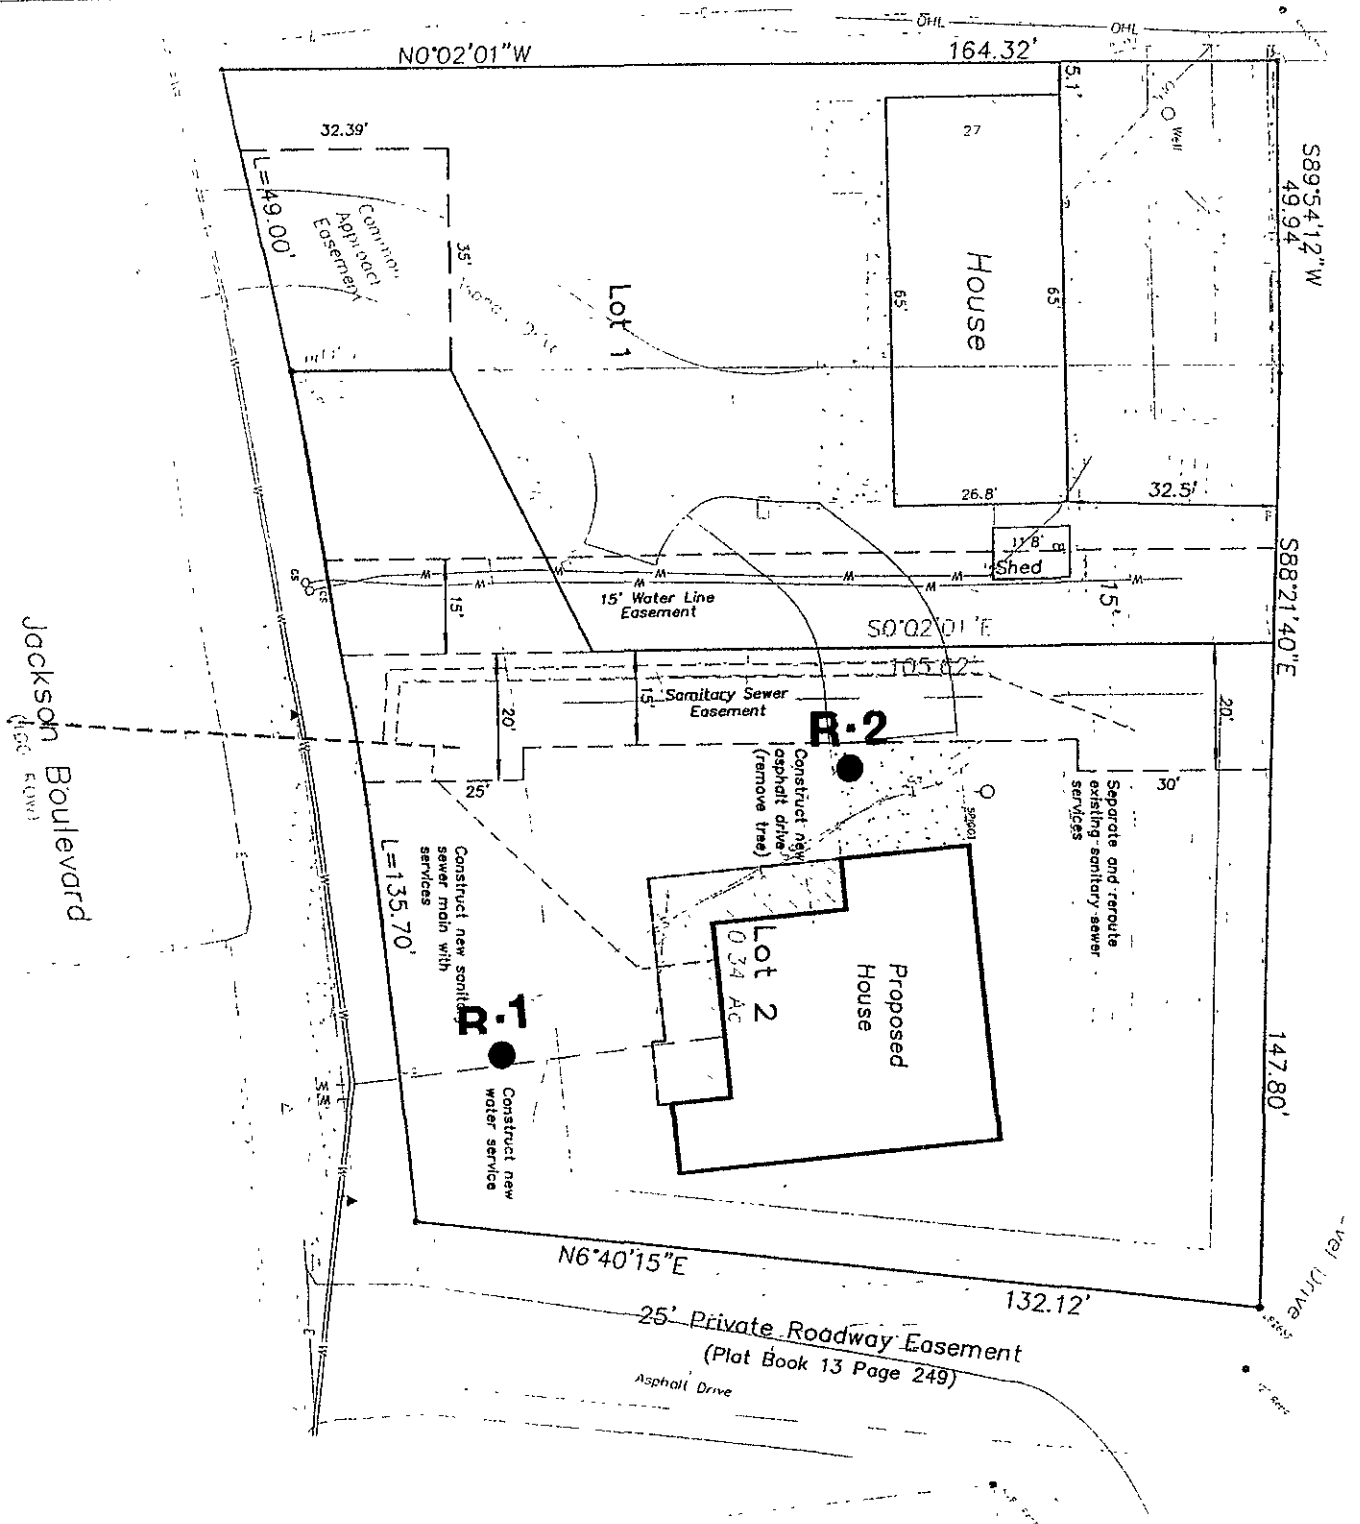 OHL
OHL
N0°02'01"W
164.32'
5.1'
32.39'
27
Well
S89°54'12"W
49.94'
L=49.00'
Common
Approach
Easement
35'
Lot 1
House
65'
65'
26.8'
32.5'
11.8'
8
Shed
W
W
W
W
W
W
W
W
W
15'
15' Water Line
Easement
15'
S0°02'01"E
105.62'
S88°21'40"E
Sanitary Sewer
Easement
15'
20'
20'
R-2
25'
30'
Construct new
asphalt drive
(remove tree)
SPIGOT
Separate and reroute
existing sanitary sewer
services
Jackson Boulevard
L=135.70'
Construct new sanitary
sewer main with
services
Lot 2
0.34 Ac
Proposed
House
R-1
Construct new
water service
147.80'
N6°40'15"E
132.12'
25' Private Roadway Easement
(Plat Book 13 Page 249)
Asphalt Drive
Drive